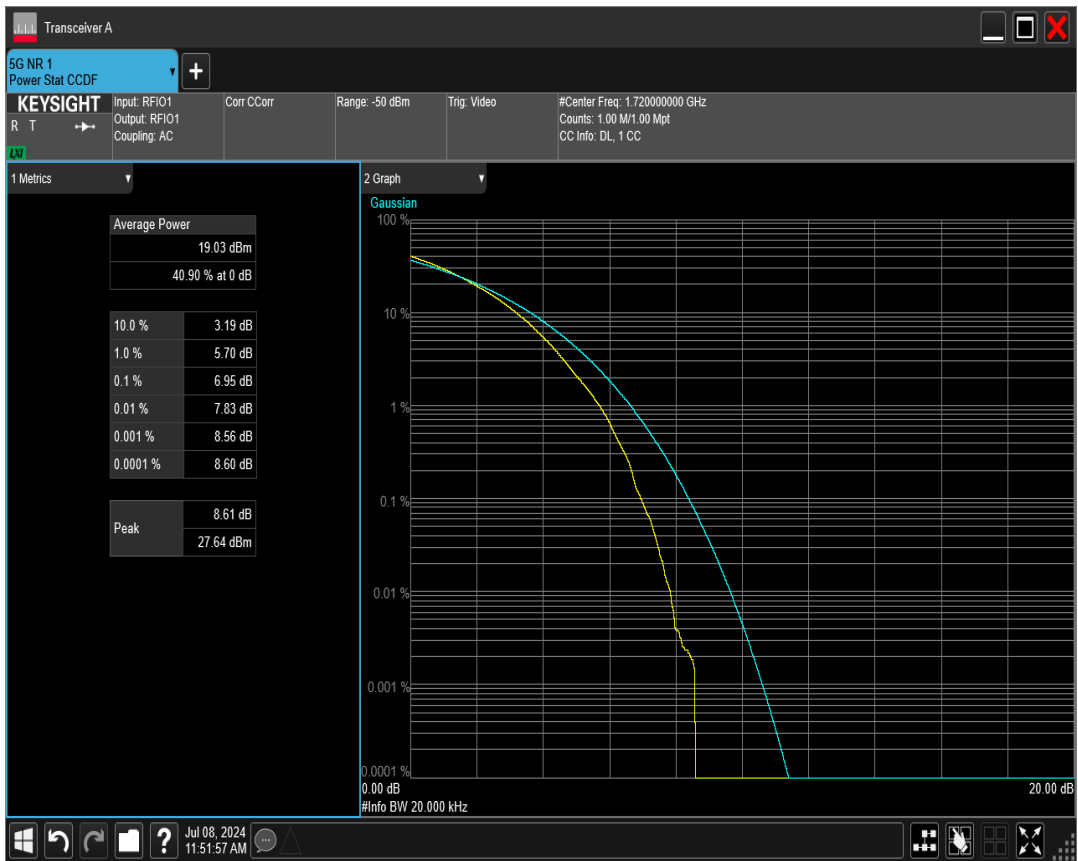 Transceiver A
5G NR 1
Power Stat CCDF
+
KEYSIGHT
R T
LXI
Input: RFIO1
Output: RFIO1
Coupling: AC
Corr CCorr
Range: -50 dBm
Trig: Video
#Center Freq: 1.720000000 GHz
Counts: 1.00 M/1.00 Mpt
CC Info: DL, 1 CC
1 Metrics
Average Power
19.03 dBm
40.90 % at 0 dB
10.0 % 3.19 dB
1.0 % 5.70 dB
0.1 % 6.95 dB
0.01 % 7.83 dB
0.001 % 8.56 dB
0.0001 % 8.60 dB
Peak
8.61 dB
27.64 dBm
2 Graph
Gaussian
100 %
10 %
1 %
0.1 %
0.01 %
0.001 %
0.0001 %
0.00 dB
20.00 dB
#Info BW 20.000 kHz
?
Jul 08, 2024
11:51:57 AM